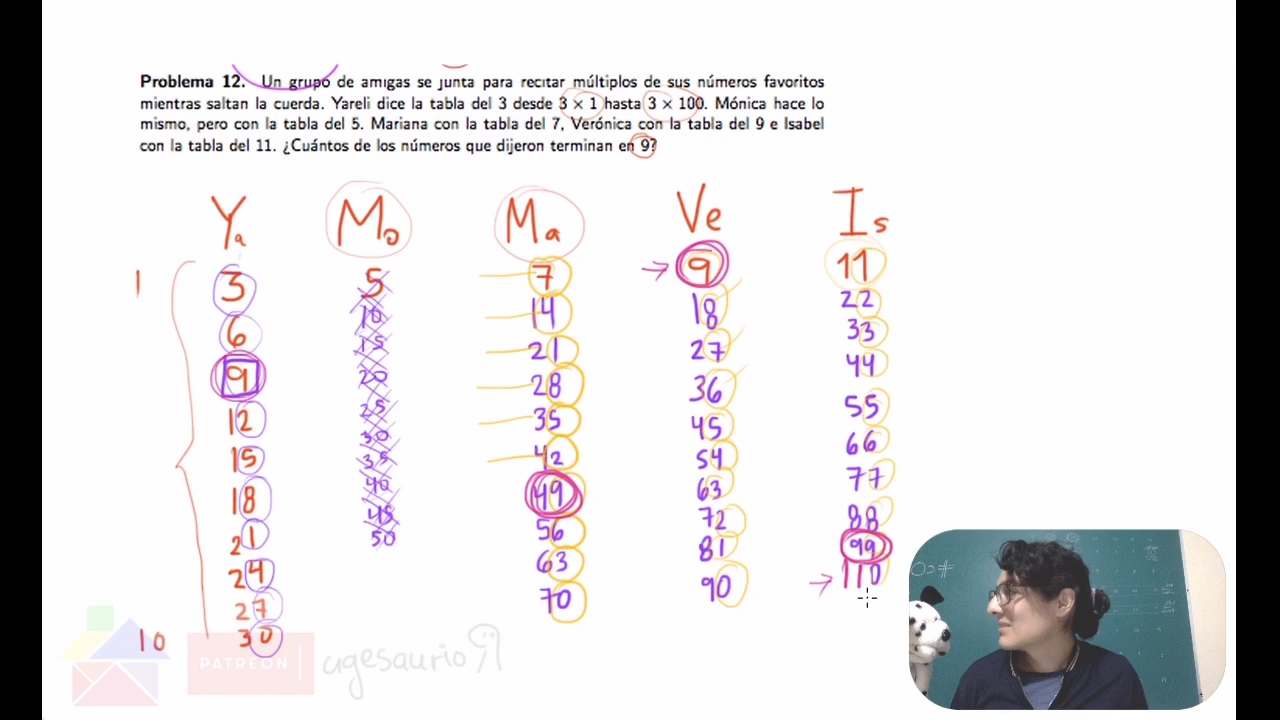 Problema 12. Un grupo de amigas se junta para recitar múltiplos de sus números favoritos
mientras saltan la cuerda. Yareli dice la tabla del 3 desde 3 × 1 hasta 3 × 100. Mónica hace lo
mismo, pero con la tabla del 5. Mariana con la tabla del 7, Verónica con la tabla del 9 e Isabel
con la tabla del 11. ¿Cuántos de los números que dijeron terminan en 9?
Ya Mo Ma Ve Is
1 3 5 7 9 11
6 10 14 18 22
9 15 21 27 33
12 20 28 36 44
15 25 35 45 55
18 30 42 54 66
21 35 49 63 77
24 40 56 72 88
27 45 63 81 99
10 30 50 70 90 110
PATREON agesaurio